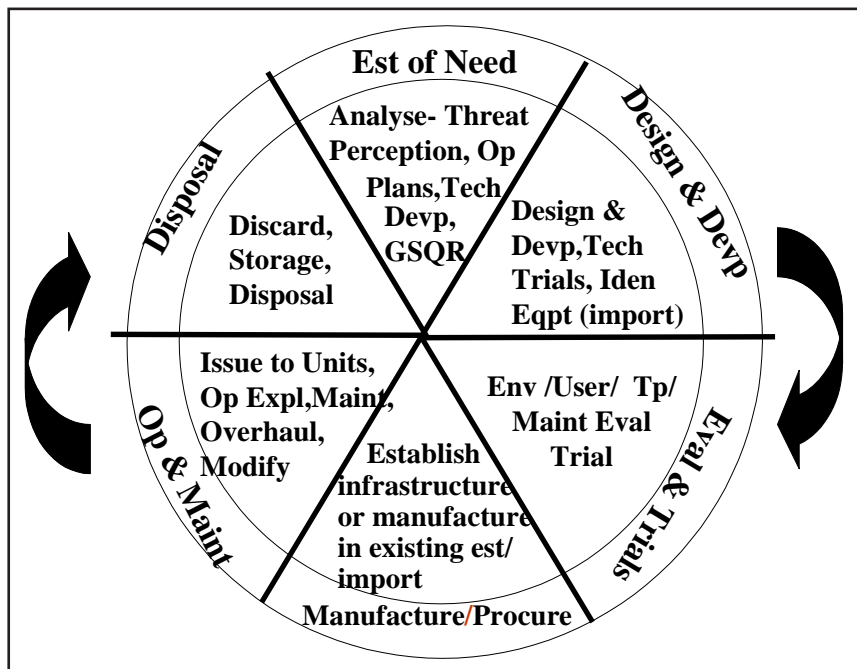 Est of Need
Analyse- Threat
Perception, Op
Plans,Tech
Devp,
GSQR
Design & Devp
Design &
Devp,Tech
Trials, Iden
Eqpt (import)
Eval & Trials
Env /User/ Tp/
Maint Eval
Trial
Manufacture/Procure
Establish
infrastructure
or manufacture
in existing est/
import
Op & Maint
Issue to Units,
Op Expl,Maint,
Overhaul,
Modify
Disposal
Discard,
Storage,
Disposal